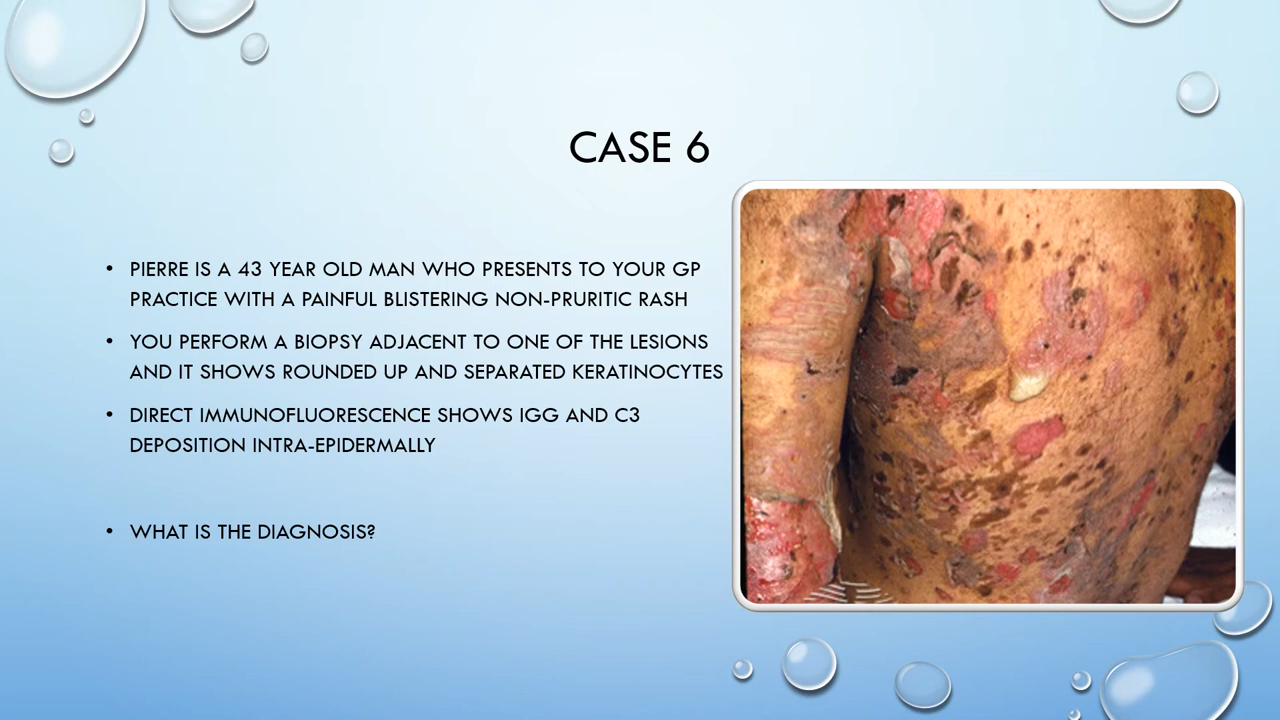 CASE 6
• PIERRE IS A 43 YEAR OLD MAN WHO PRESENTS TO YOUR GP
PRACTICE WITH A PAINFUL BLISTERING NON-PRURITIC RASH
• YOU PERFORM A BIOPSY ADJACENT TO ONE OF THE LESIONS
AND IT SHOWS ROUNDED UP AND SEPARATED KERATINOCYTES
• DIRECT IMMUNOFLUORESCENCE SHOWS IGG AND C3
DEPOSITION INTRA-EPIDERMALLY
• WHAT IS THE DIAGNOSIS?